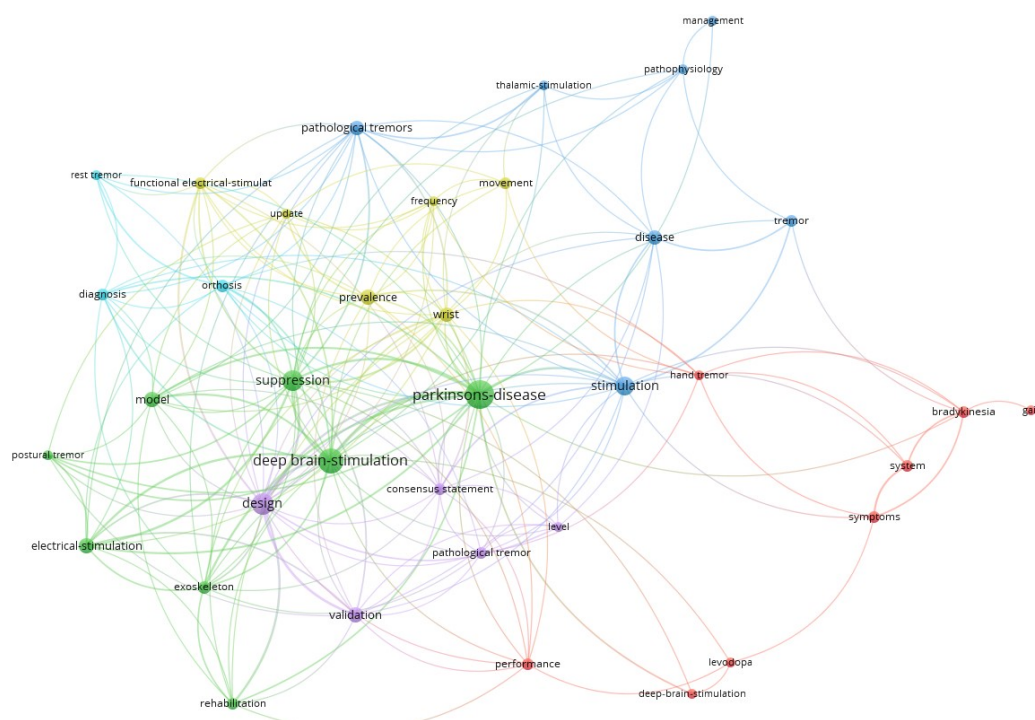 management
pathophysiology
thalamic-stimulation
pathological tremors
rest tremor
functional electrical-stimulat
movement
frequency
update
tremor
disease
orthosis
diagnosis
prevalence
wrist
hand tremor
suppression
stimulation
parkinsons-disease
model
bradykinesia
gai
postural tremor
deep brain-stimulation
system
consensus statement
design
symptoms
level
electrical-stimulation
pathological tremor
exoskeleton
validation
performance
levodopa
deep-brain-stimulation
rehabilitation